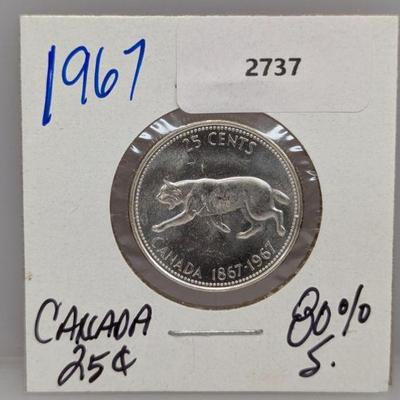 1967
2737
25 CENTS
CANADA 1867-1967
CANADA
25¢
80%
S.